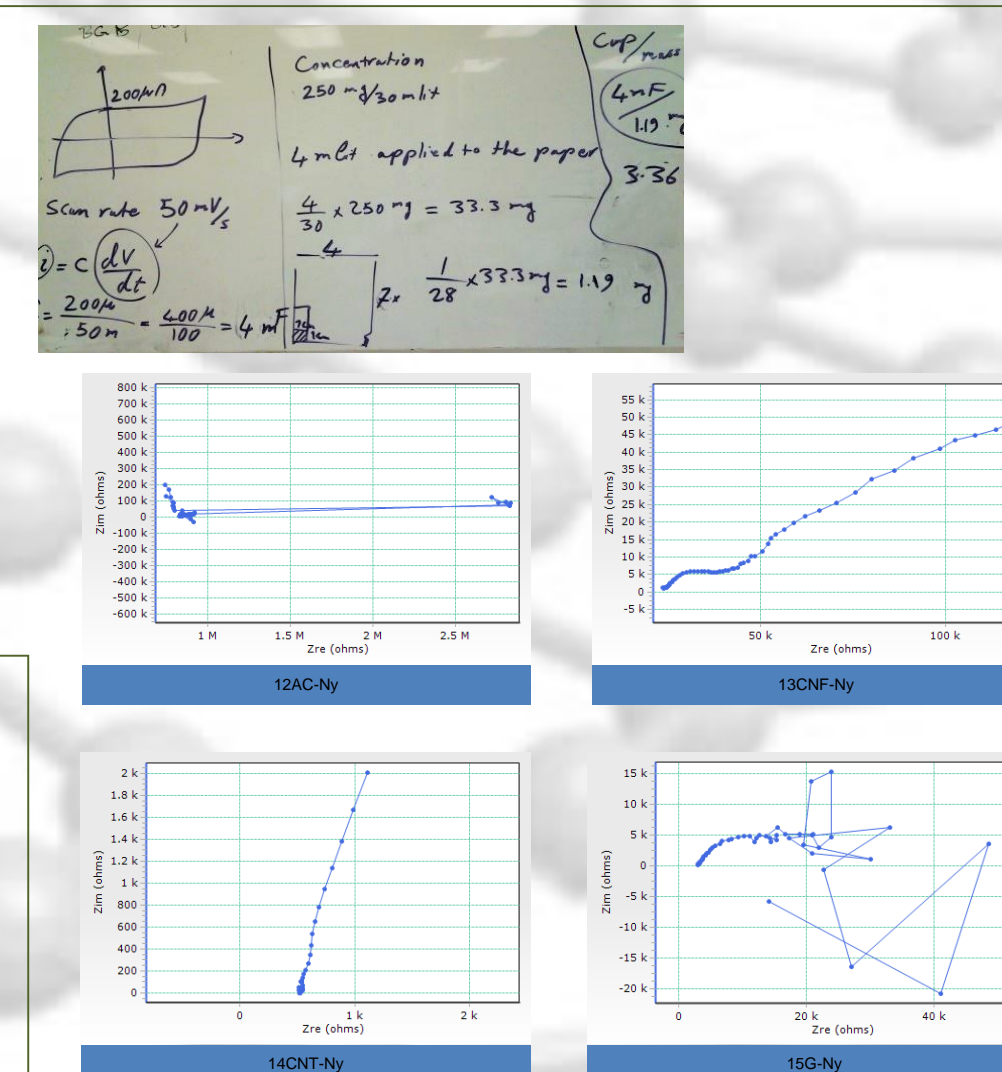 200μA
Scan rate 50 mV/s
i = C (dV/dt)
= 200μ/50m = 400μ/100 = 4 mF
Concentration
250 mg/30 mlit
4 mlit applied to the paper
4/30 x 250 mg = 33.3 mg
4
7
1/28 x 33.3 mg = 1.19 mg
Cap/mass
4mF/1.19 m
3.36
800 k
700 k
600 k
500 k
400 k
300 k
200 k
100 k
0
-100 k
-200 k
-300 k
-400 k
-500 k
-600 k
Zim (ohms)
1 M 1.5 M 2 M 2.5 M
Zre (ohms)
12AC-Ny
55 k
50 k
45 k
40 k
35 k
30 k
25 k
20 k
15 k
10 k
5 k
0
-5 k
Zim (ohms)
50 k 100 k
Zre (ohms)
13CNF-Ny
2 k
1.8 k
1.6 k
1.4 k
1.2 k
1 k
800
600
400
200
0
Zim (ohms)
0 1 k 2 k
Zre (ohms)
14CNT-Ny
15 k
10 k
5 k
0
-5 k
-10 k
-15 k
-20 k
Zim (ohms)
0 20 k 40 k
Zre (ohms)
15G-Ny